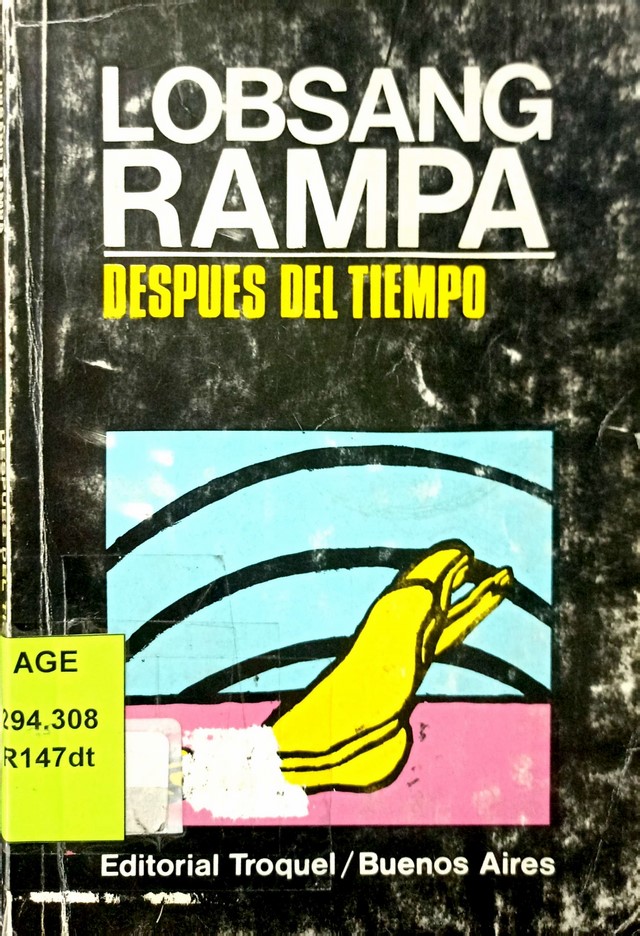 LOBSANG
RAMPA
DESPUES DEL TIEMPO
AGE
294.308
R147dt
Editorial Troquel/Buenos Aires